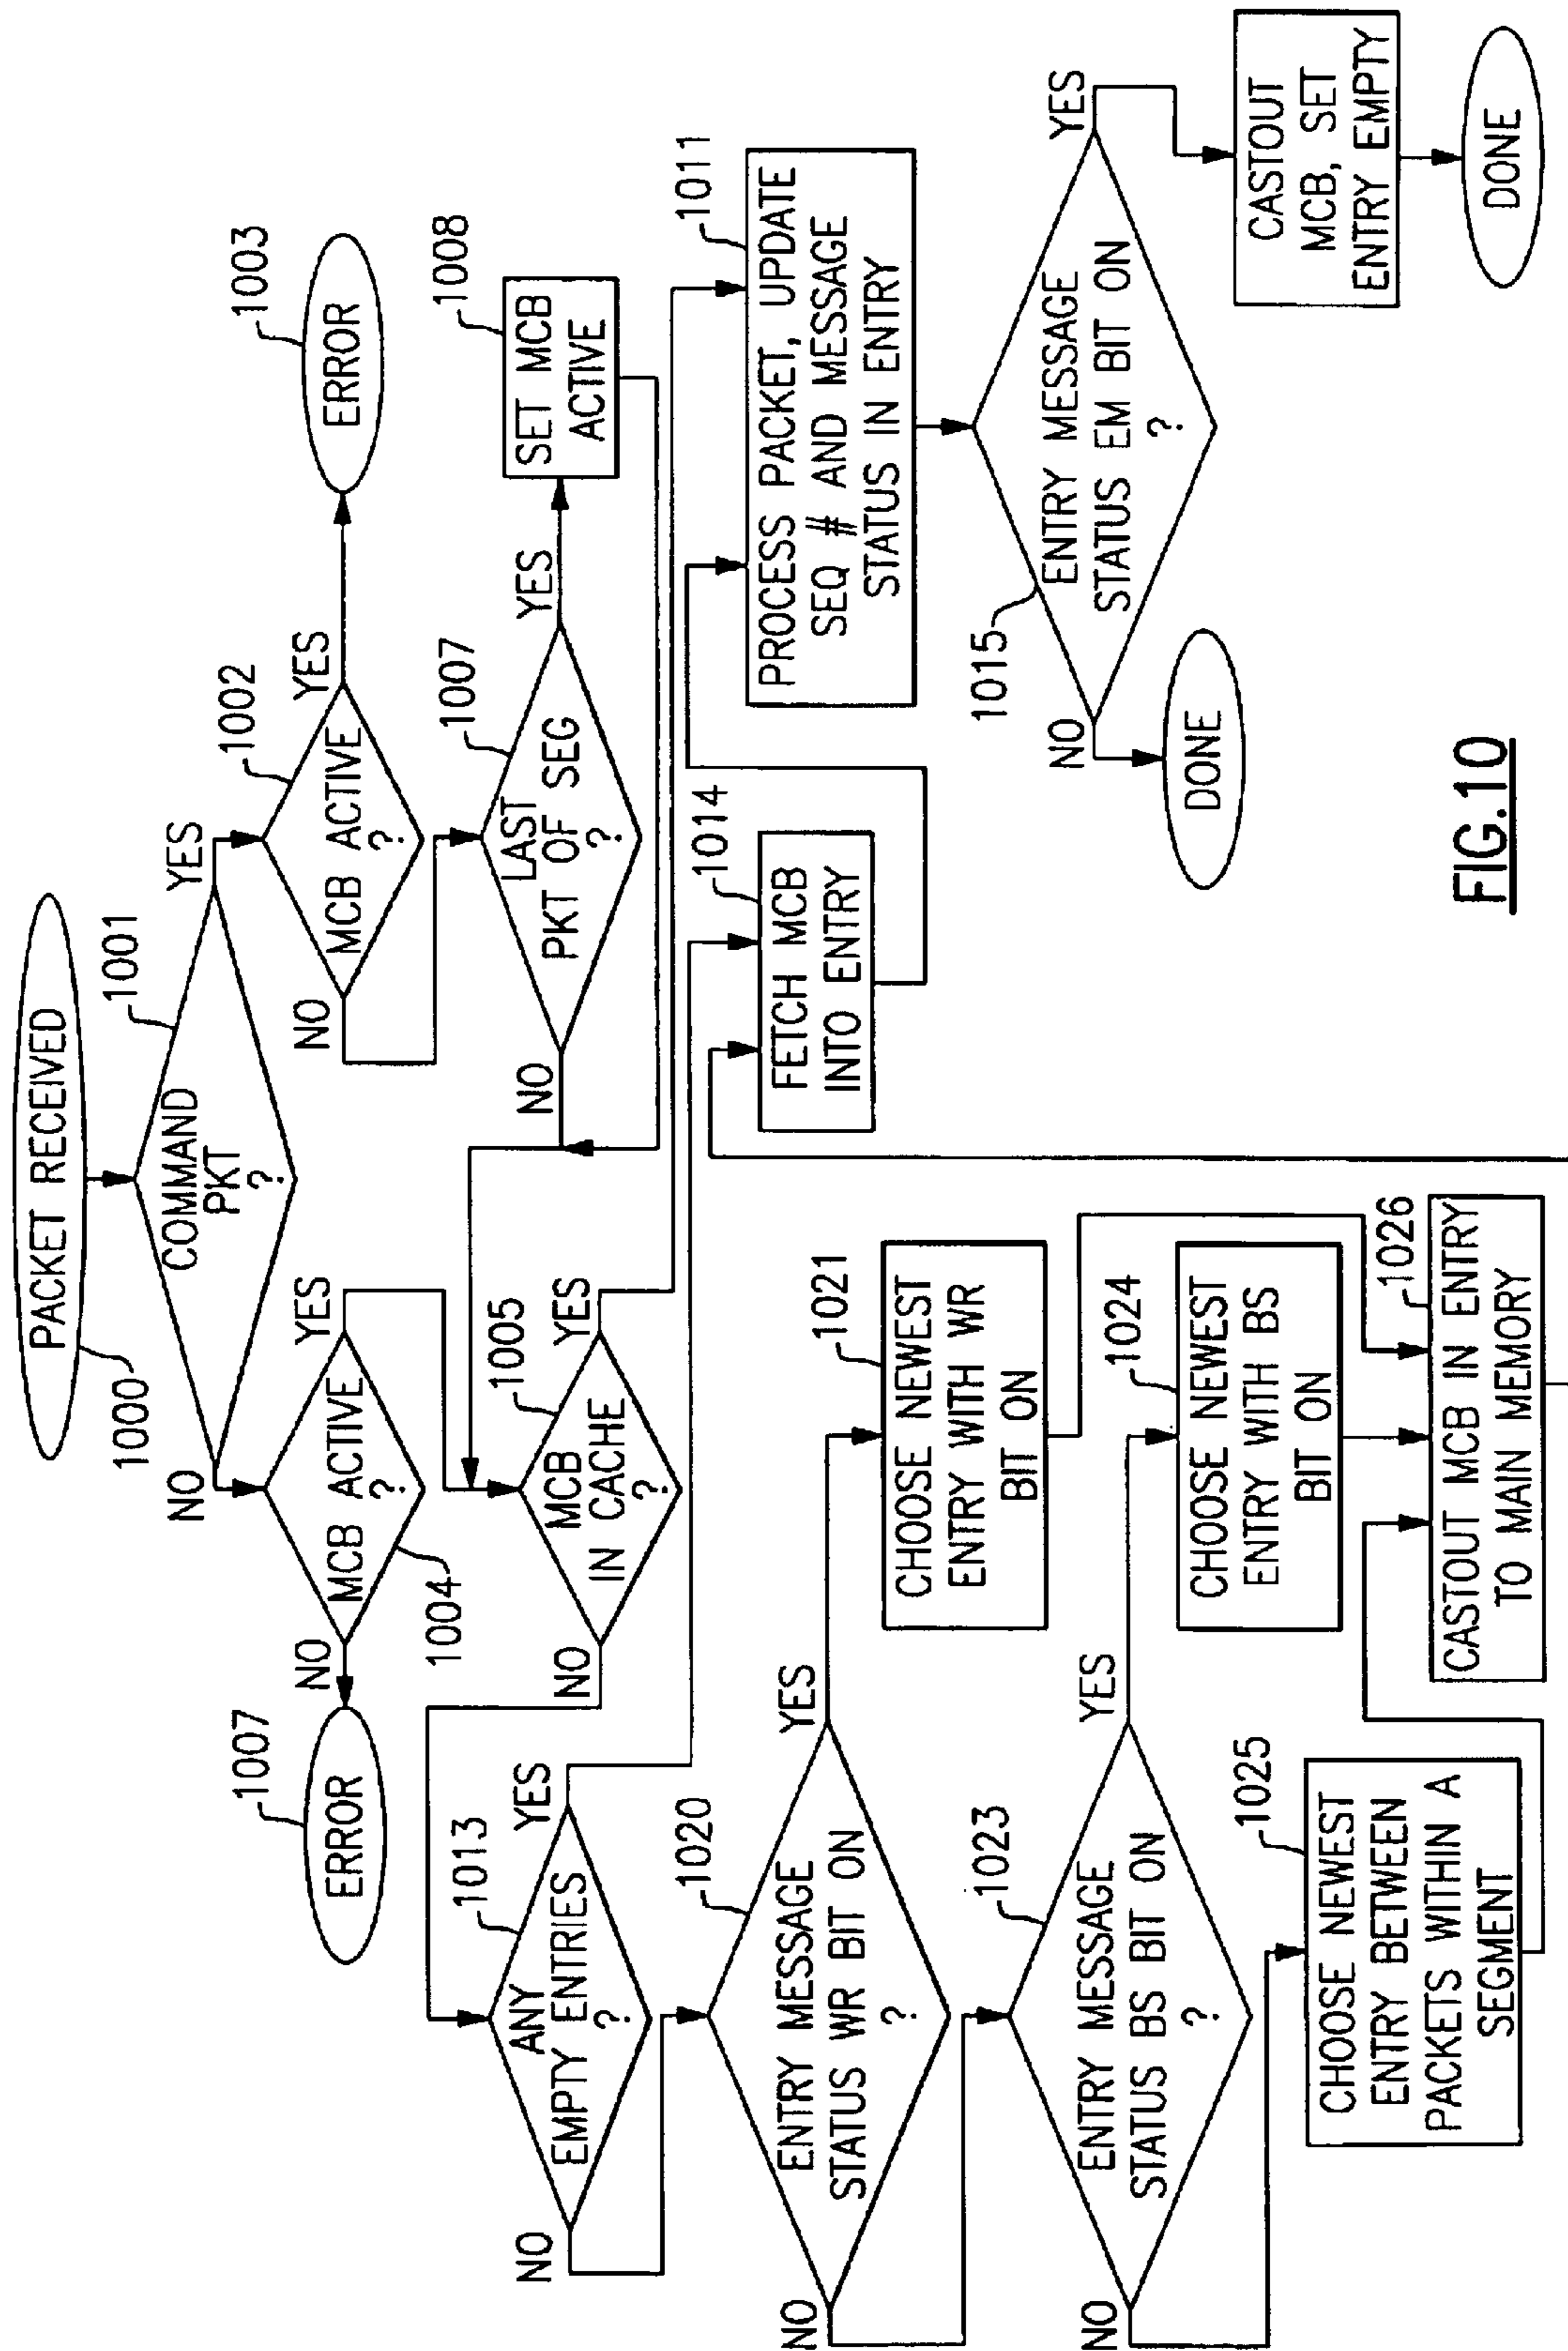 PACKET RECEIVED
1000
COMMAND
PKT
?
1001
NO
YES
MCB ACTIVE
?
1004
NO
YES
ERROR
1007
MCB ACTIVE
?
1002
NO
YES
ERROR
1003
LAST
PKT OF SEG
?
1007
NO
YES
SET MCB
ACTIVE
1008
MCB
IN CACHE
?
1005
NO
YES
ANY
EMPTY ENTRIES
?
1013
NO
YES
FETCH MCB
INTO ENTRY
1014
PROCESS PACKET, UPDATE
SEQ # AND MESSAGE
STATUS IN ENTRY
1011
ENTRY MESSAGE
STATUS EM BIT ON
?
1015
NO
YES
DONE
CASTOUT
MCB, SET
ENTRY EMPTY
DONE
ENTRY MESSAGE
STATUS WR BIT ON
?
1020
NO
YES
CHOOSE NEWEST
ENTRY WITH WR
BIT ON
1021
ENTRY MESSAGE
STATUS BS BIT ON
?
1023
NO
YES
CHOOSE NEWEST
ENTRY WITH BS
BIT ON
1024
CHOOSE NEWEST
ENTRY BETWEEN
PACKETS WITHIN A
SEGMENT
1025
CASTOUT MCB IN ENTRY
TO MAIN MEMORY
1026
FIG.10